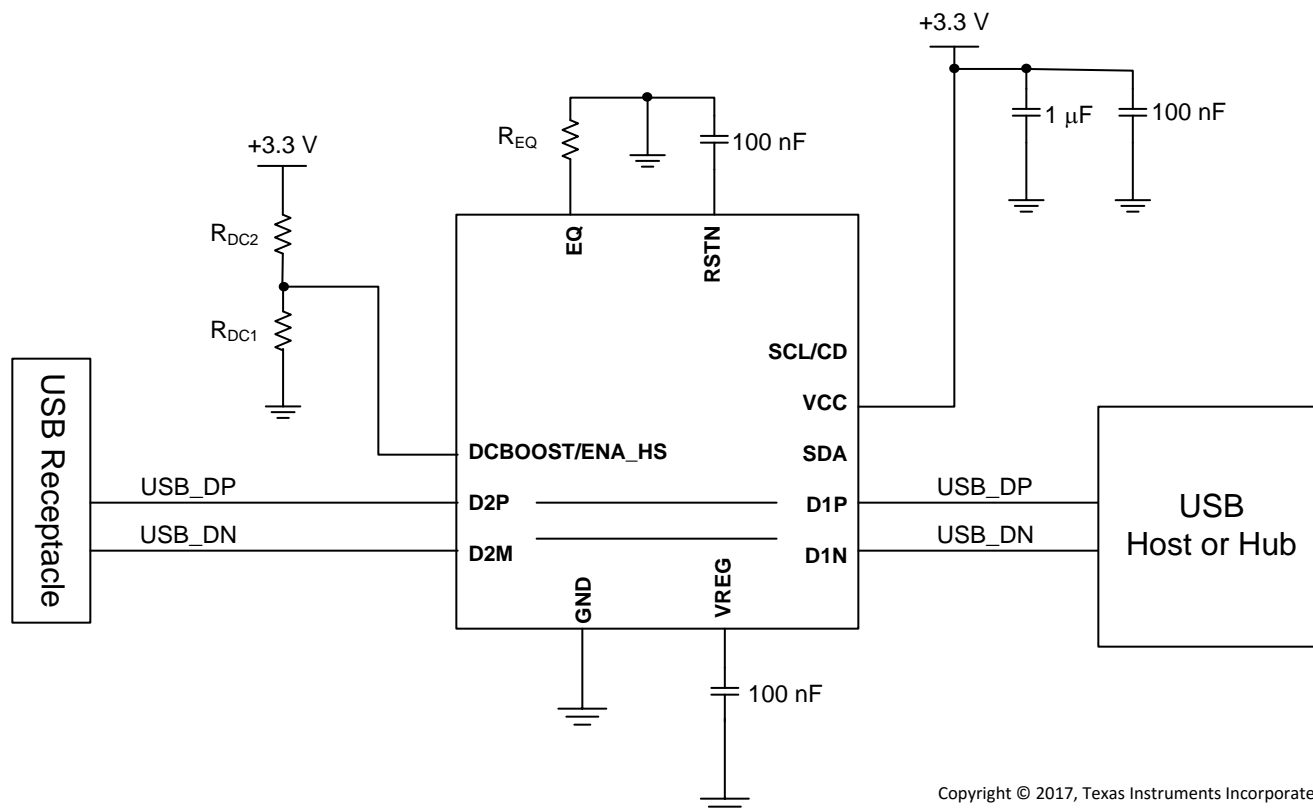 +3.3 V
+3.3 V
R_EQ
100 nF
1 μF
100 nF
R_DC2
R_DC1
EQ
RSTN
SCL/CD
VCC
SDA
DCBOOST/ENA_HS
D2P
D2M
D1P
D1N
GND
VREG
USB Receptacle
USB_DP
USB_DN
USB_DP
USB_DN
USB
Host or Hub
100 nF
Copyright © 2017, Texas Instruments Incorporate